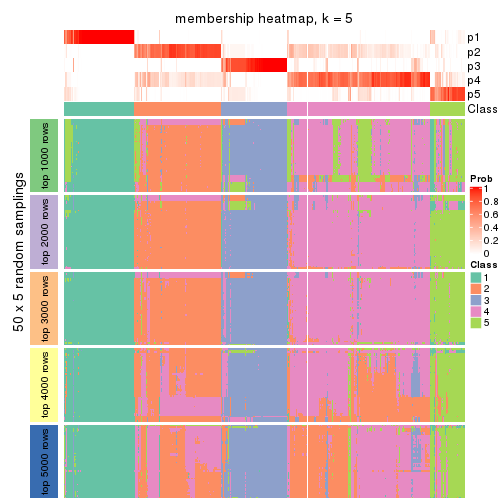 membership heatmap, k = 5
p1
p2
p3
p4
p5
Class
50 x 5 random samplings
top 1000 rows
top 2000 rows
top 3000 rows
top 4000 rows
top 5000 rows
Prob
1
0.8
0.6
0.4
0.2
0
Class
1
2
3
4
5